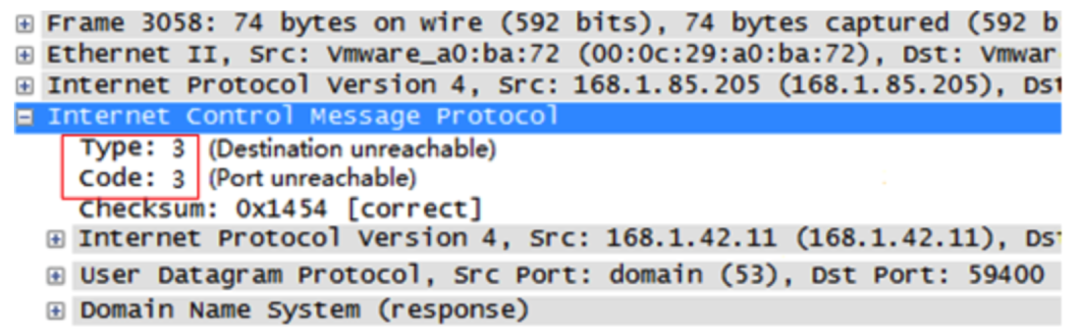 Frame 3058: 74 bytes on wire (592 bits), 74 bytes captured (592 b
Ethernet II, Src: Vmware_a0:ba:72 (00:0c:29:a0:ba:72), Dst: Vmwar
Internet Protocol Version 4, Src: 168.1.85.205 (168.1.85.205), Dst
Internet Control Message Protocol
Type: 3 (Destination unreachable)
Code: 3 (Port unreachable)
Checksum: 0x1454 [correct]
Internet Protocol Version 4, Src: 168.1.42.11 (168.1.42.11), Ds
User Datagram Protocol, Src Port: domain (53), Dst Port: 59400
Domain Name System (response)